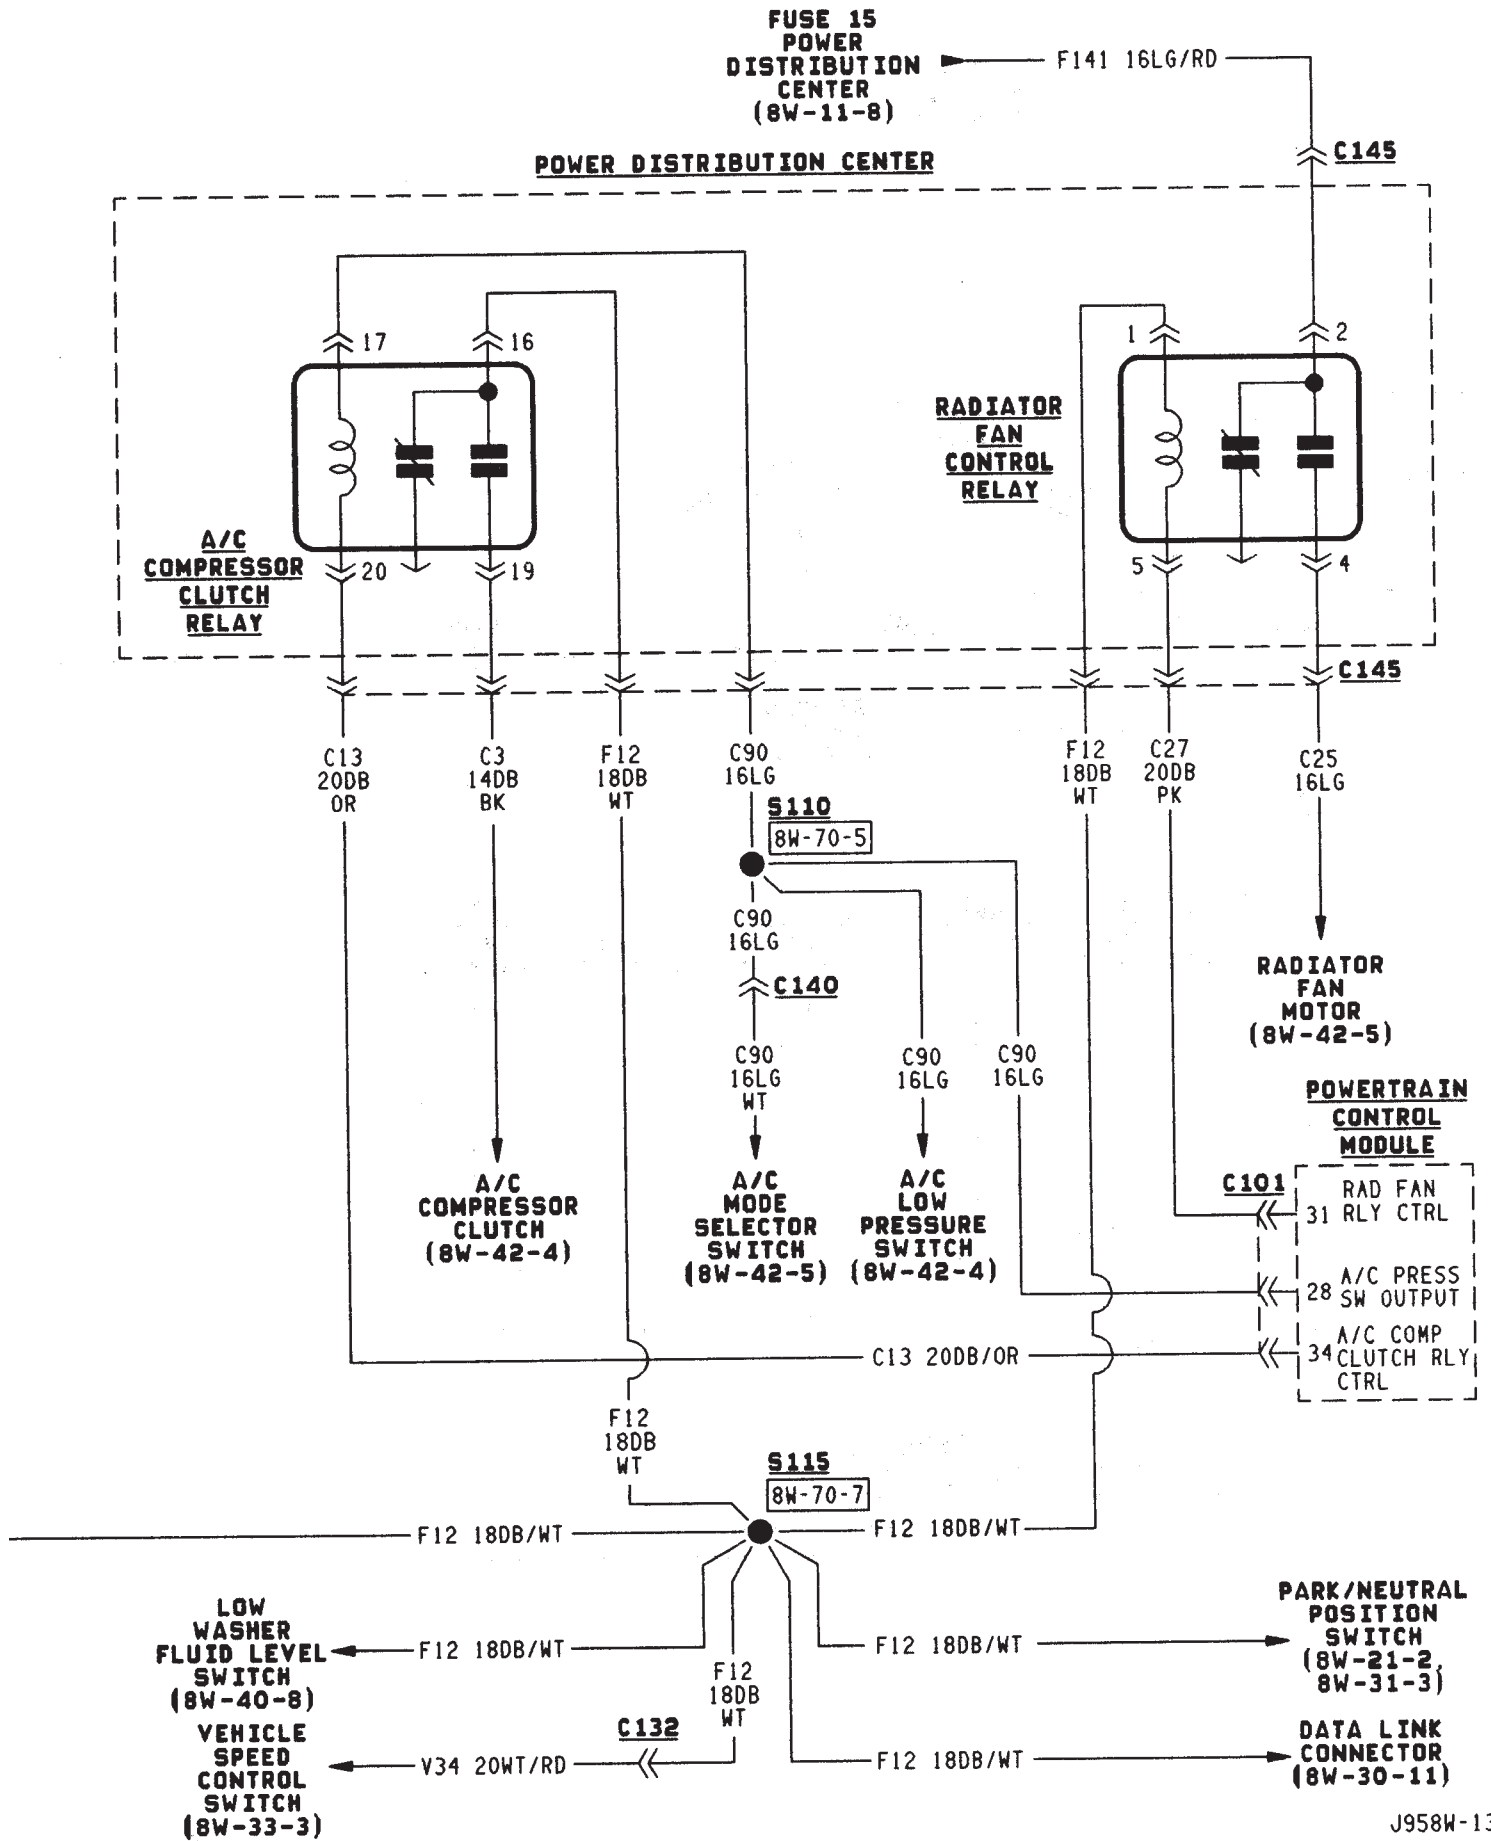 FUSE 15
POWER
DISTRIBUTION
CENTER
(8W-11-8)
F141 16LG/RD
C145
POWER DISTRIBUTION CENTER
17
16
1
2
RADIATOR
FAN
CONTROL
RELAY
A/C
COMPRESSOR
CLUTCH
RELAY
20
19
5
4
C145
C13
20DB
OR
C3
14DB
BK
F12
18DB
WT
C90
16LG
F12
18DB
WT
C27
20DB
PK
C25
16LG
S110
8W-70-5
C90
16LG
C140
RADIATOR
FAN
MOTOR
(8W-42-5)
C90
16LG
WT
C90
16LG
C90
16LG
POWERTRAIN
CONTROL
MODULE
A/C
COMPRESSOR
CLUTCH
(8W-42-4)
A/C
MODE
SELECTOR
SWITCH
(8W-42-5)
A/C
LOW
PRESSURE
SWITCH
(8W-42-4)
C101
31
RAD FAN
RLY CTRL
28
A/C PRESS
SW OUTPUT
34
A/C COMP
CLUTCH RLY
CTRL
C13 20DB/OR
F12
18DB
WT
S115
8W-70-7
F12 18DB/WT
F12 18DB/WT
LOW
WASHER
FLUID LEVEL
SWITCH
(8W-40-8)
F12 18DB/WT
F12
18DB
WT
F12 18DB/WT
PARK/NEUTRAL
POSITION
SWITCH
(8W-21-2,
8W-31-3)
VEHICLE
SPEED
CONTROL
SWITCH
(8W-33-3)
V34 20WT/RD
C132
F12 18DB/WT
DATA LINK
CONNECTOR
(8W-30-11)
J958W-13